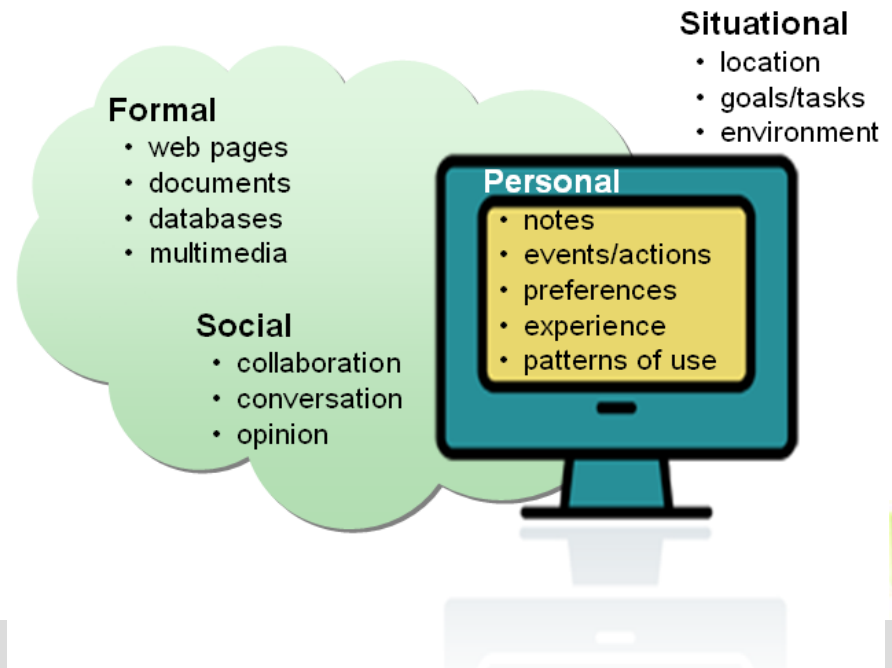 Formal
• web pages
• documents
• databases
• multimedia
Social
• collaboration
• conversation
• opinion
Personal
• notes
• events/actions
• preferences
• experience
• patterns of use
Situational
• location
• goals/tasks
• environment